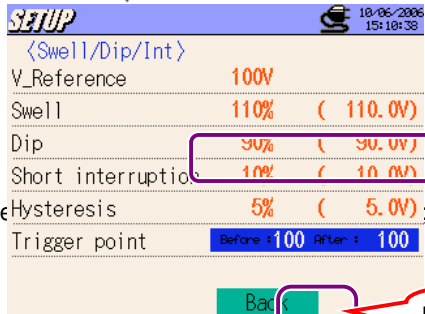 SETUP 10/06/2006
15:10:38
〈Swell/Dip/Int〉
V_Reference 100V
Swell 110% ( 110.0V)
Dip 90% ( 90.0V)
Short interruption 10% ( 10.0V)
Hysteresis 5% ( 5.0V)
Trigger point Before :100 After : 100
Back